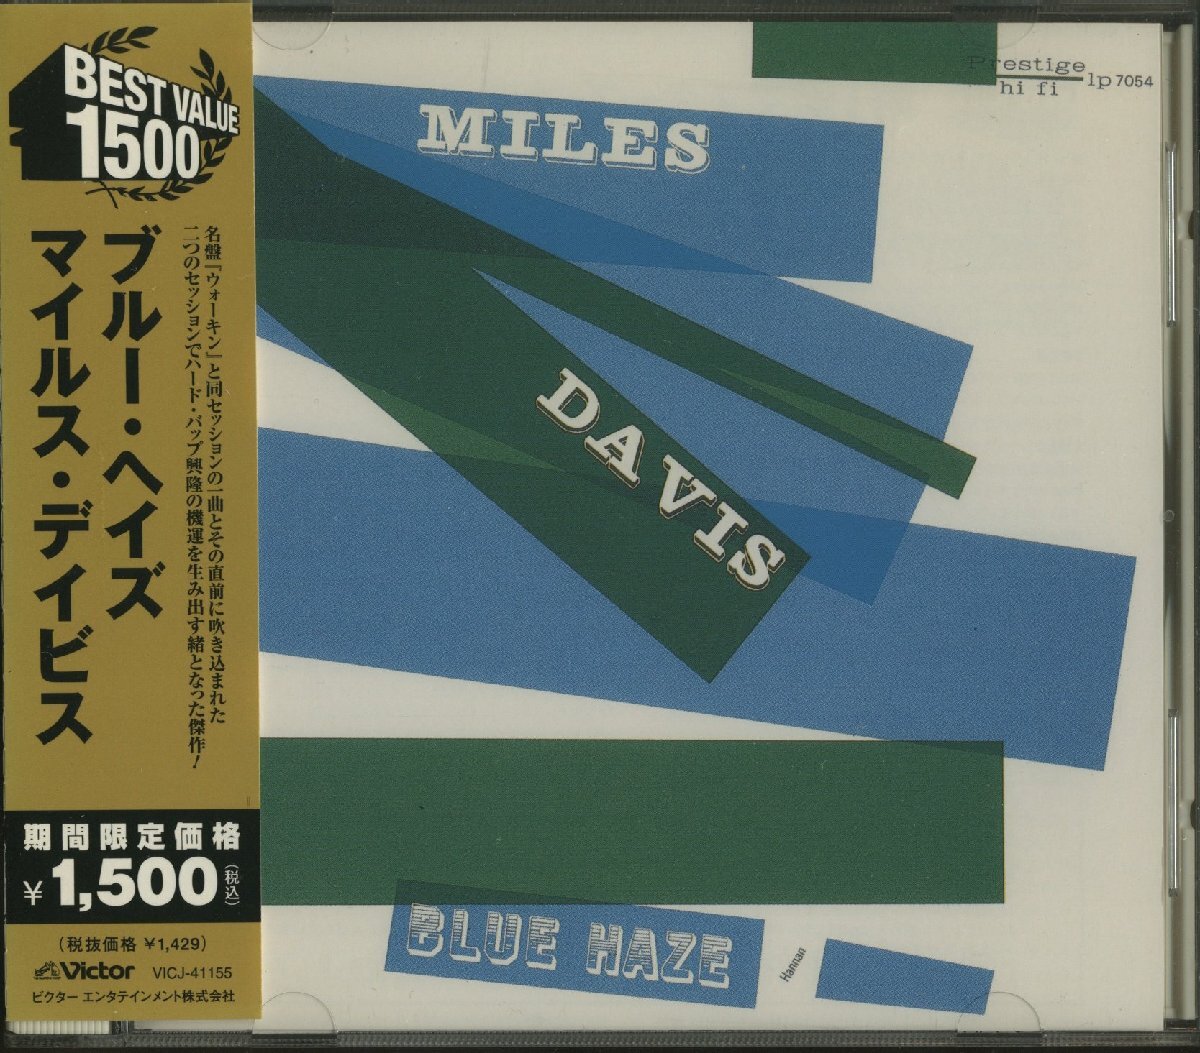 BEST VALUE
1500
ブルー・ヘイズ
マイルス・デイビス
名盤『ウォーキン』と同セッションの一曲とその直前に吹き込まれた
二つのセッションでハード・バップ興隆の機運を生み出す緒となった傑作!
期間限定価格
¥1,500(税込)
(税抜価格 ¥1,429)
Victor VICJ-41155
ビクター エンタテインメント株式会社
Prestige
hi fi
lp 7054
MILES
DAVIS
BLUE HAZE
Hannan